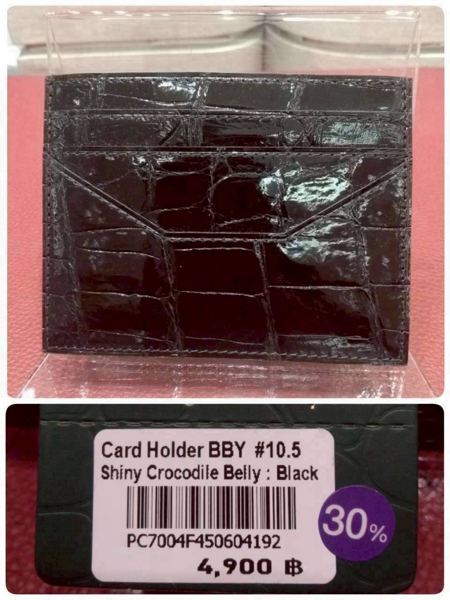 Card Holder BBY #10.5
Shiny Crocodile Belly : Black
PC7004F450604192
4,900 ฿
30%